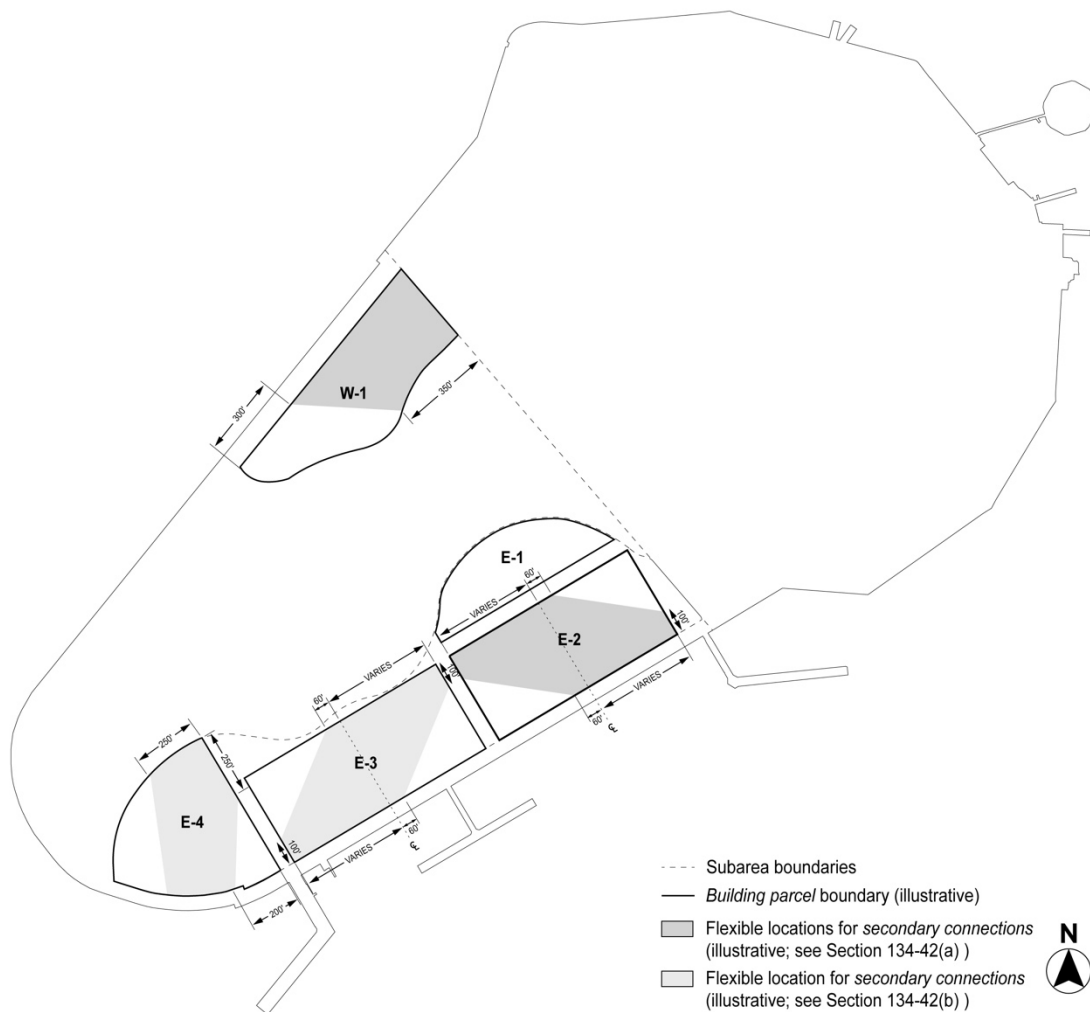 300'
W-1
350'
E-1
60'
VARIES
100'
E-2
VARIES
60'
℄
VARIES
60'
100'
E-3
250'
250'
E-4
100'
60'
VARIES
℄
200'
Subarea boundaries
Building parcel boundary (illustrative)
Flexible locations for secondary connections
(illustrative; see Section 134-42(a) )
Flexible location for secondary connections
(illustrative; see Section 134-42(b) )
N